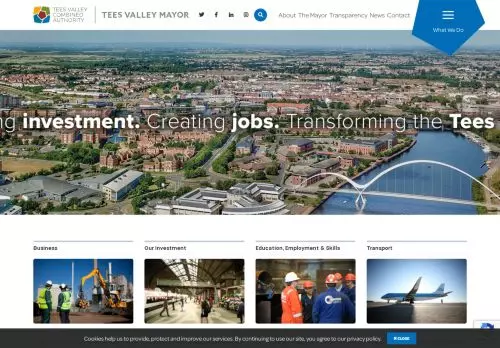 TEES VALLEY
COMBINED
AUTHORITY
TEES VALLEY MAYOR
About The Mayor Transparency News Contact
What We Do
investment. Creating jobs. Transforming the Tees
Business
Our Investment
Education, Employment & Skills
Transport
Cookies help us to provide, protect and improve our services. By continuing to use our site, you agree to our privacy policy.
X CLOSE